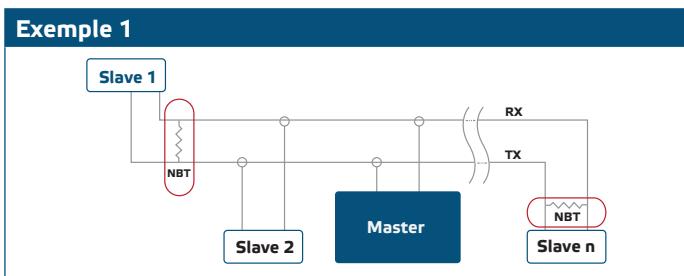 Exemple 1
Slave 1
RX
TX
NBT
Master
NBT
Slave 2
Slave n